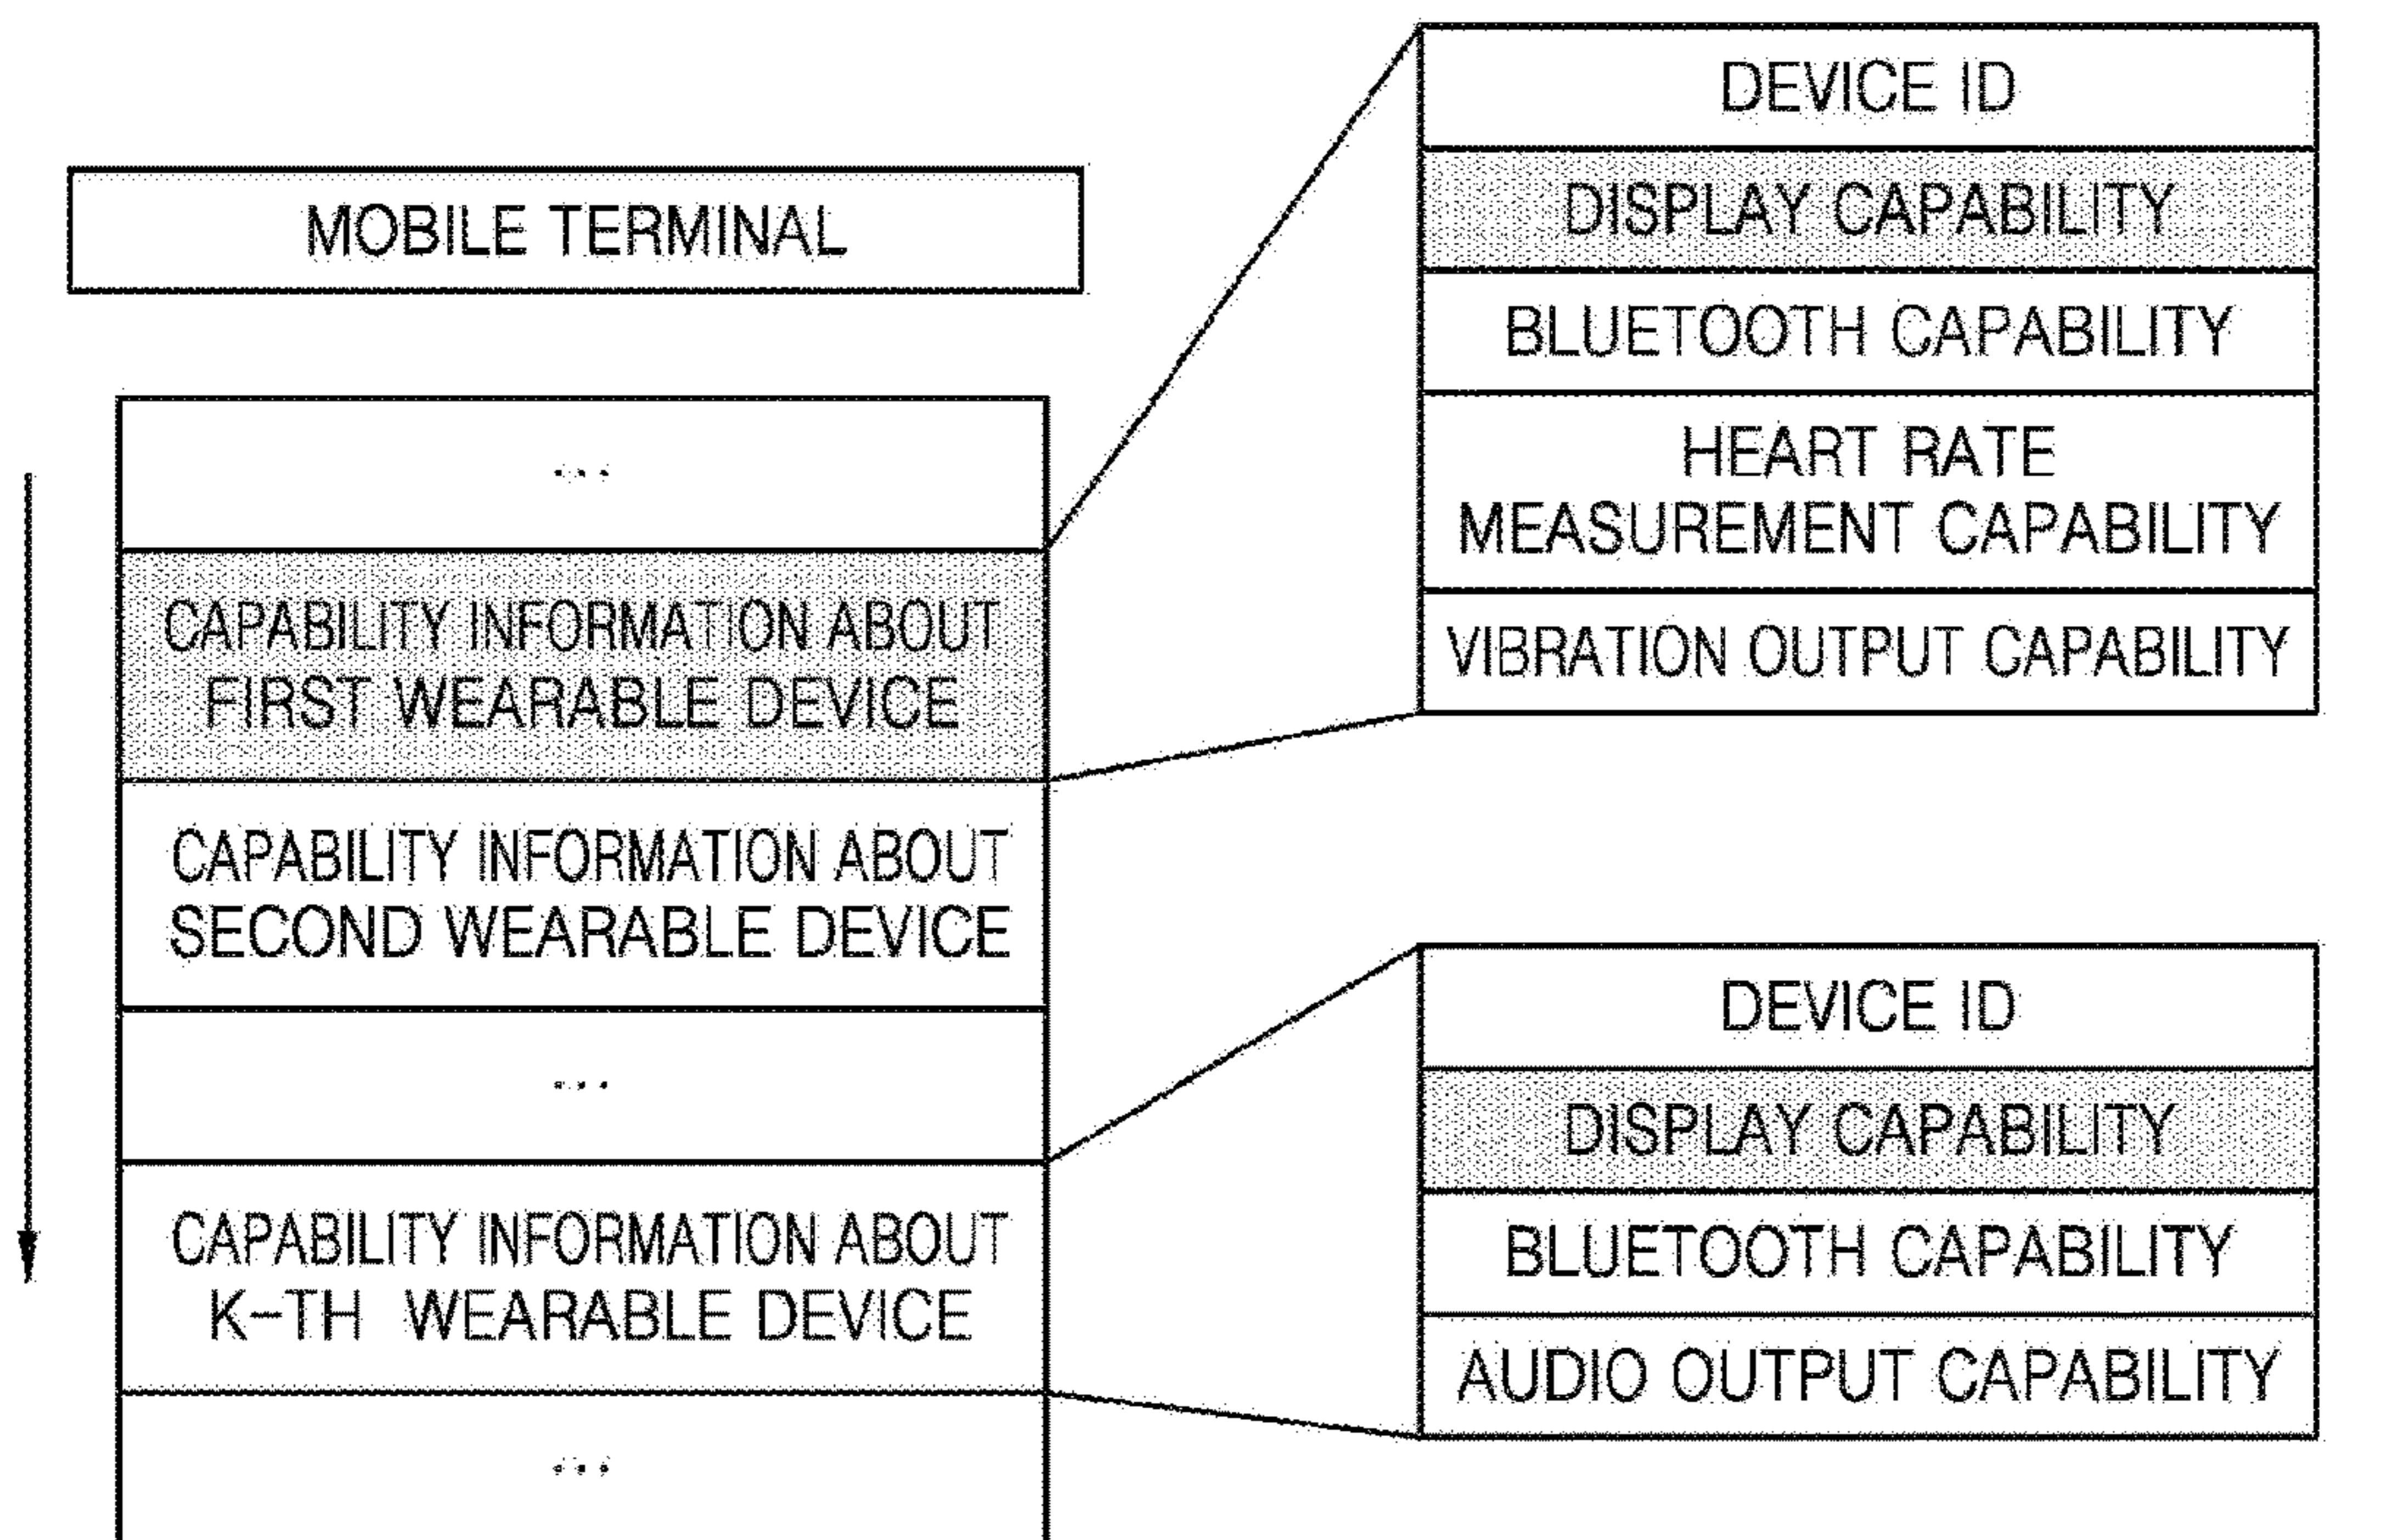 MOBILE TERMINAL
...
CAPABILITY INFORMATION ABOUT
FIRST WEARABLE DEVICE
CAPABILITY INFORMATION ABOUT
SECOND WEARABLE DEVICE
...
CAPABILITY INFORMATION ABOUT
K-TH WEARABLE DEVICE
...
DEVICE ID
DISPLAY CAPABILITY
BLUETOOTH CAPABILITY
HEART RATE
MEASUREMENT CAPABILITY
VIBRATION OUTPUT CAPABILITY
DEVICE ID
DISPLAY CAPABILITY
BLUETOOTH CAPABILITY
AUDIO OUTPUT CAPABILITY